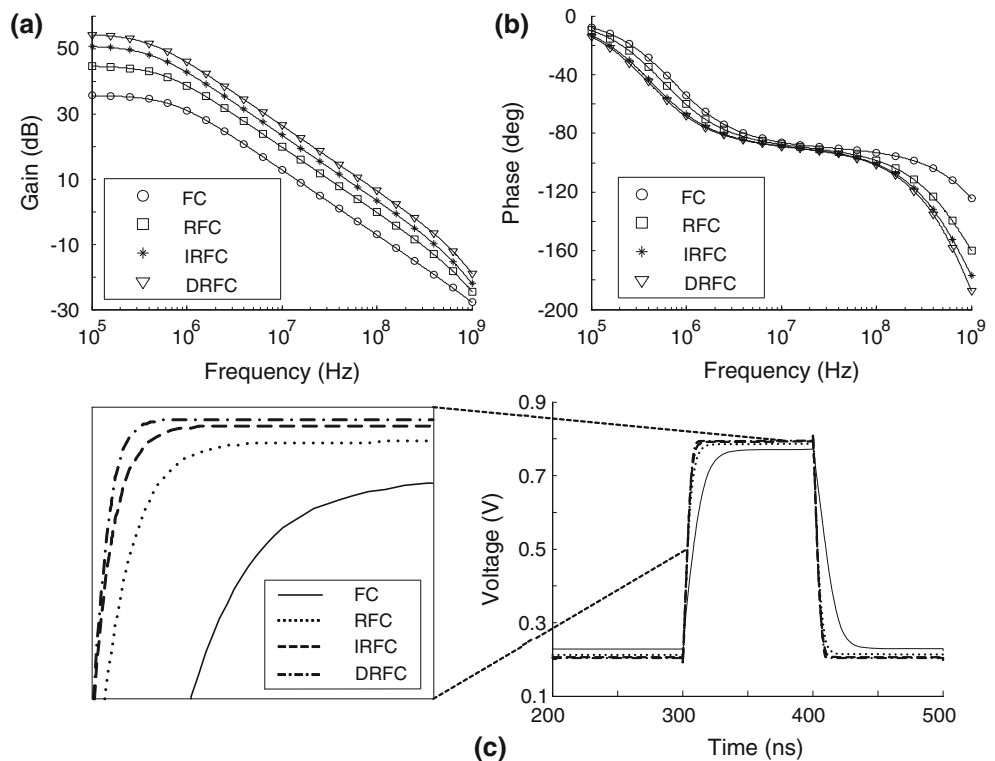 (a)
Gain (dB)
50
30
10
-10
-30
FC
RFC
IRFC
DRFC
10^5
10^6
10^7
10^8
10^9
Frequency (Hz)
(b)
Phase (deg)
0
-40
-80
-120
-160
-200
FC
RFC
IRFC
DRFC
10^5
10^6
10^7
10^8
10^9
Frequency (Hz)
FC
RFC
IRFC
DRFC
Voltage (V)
0.9
0.7
0.5
0.3
0.1
200
300
400
500
Time (ns)
(c)